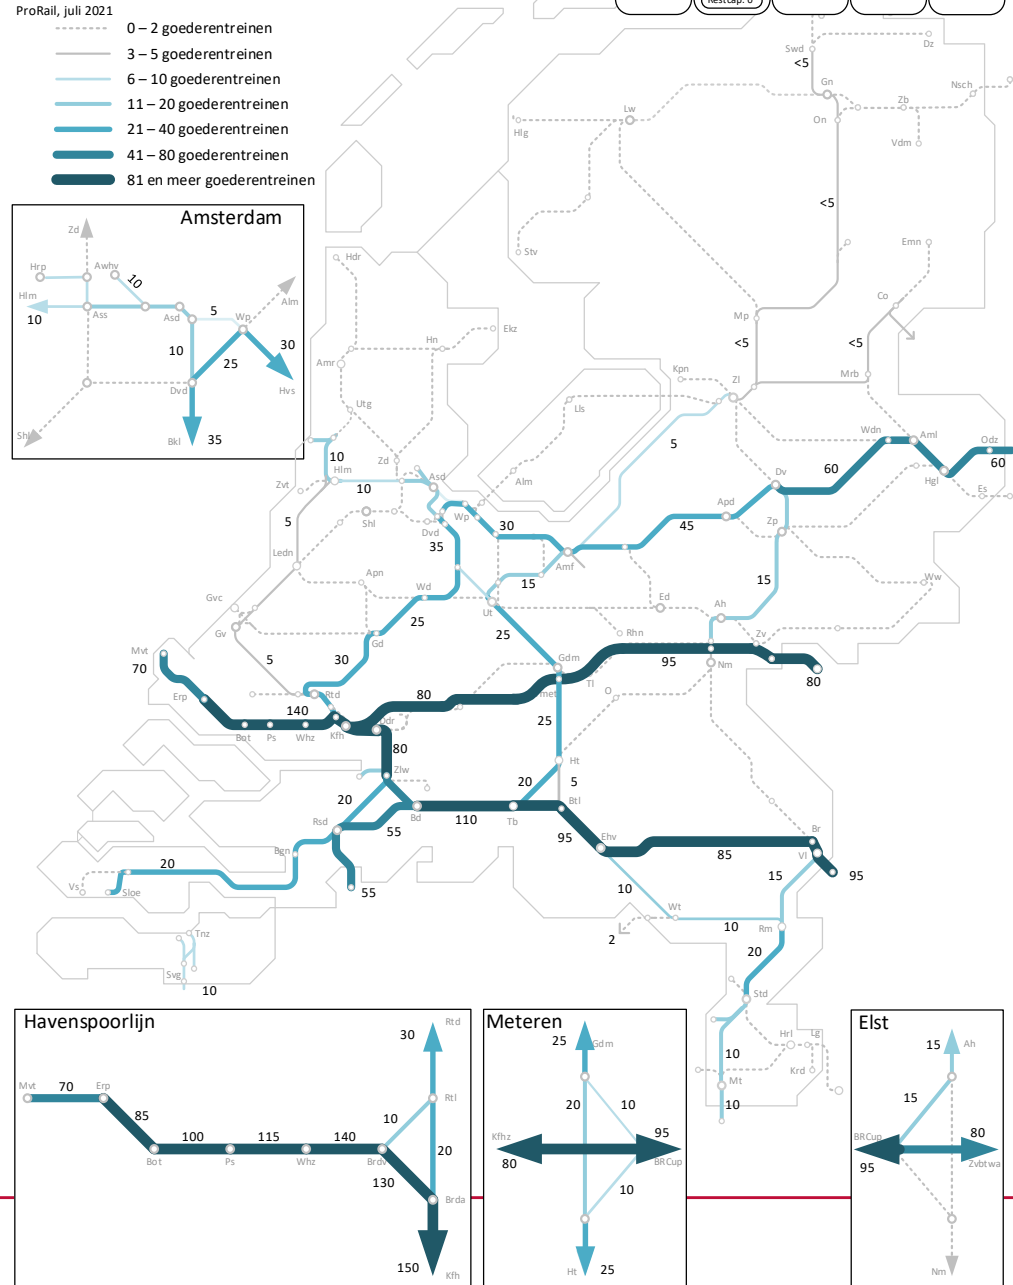 Restcap. 0
ProRail, juli 2021
0 – 2 goederentreinen
3 – 5 goederentreinen
6 – 10 goederentreinen
11 – 20 goederentreinen
21 – 40 goederentreinen
41 – 80 goederentreinen
81 en meer goederentreinen
Amsterdam
Zd
Hrp
Awhv
10
Hlm
10
Ass
Asd
5
Wp
Alm
10
25
30
Dvd
Hvs
Shl
Bkl
35
Swd
<5
Dz
Gn
Nsch
Zb
On
Vdm
Lw
Hlg
<5
Stv
Emn
Hdr
Co
Mp
Ekz
Hn
<5
<5
Amr
Kpn
Zl
Mrb
Utg
Lls
Wdn
Aml
Odz
60
10
Zd
5
Hlm
10
Asd
Alm
Dv
60
Hgl
Es
Zvt
Apd
Shl
Wp
30
45
Zp
5
Dvd
35
Ledn
Amf
Apn
15
15
Ww
Gvc
Wd
25
Ut
Ed
Ah
Gv
Gd
25
Rhn
Zv
Mvt
70
5
30
Gdm
95
Nm
80
Erp
Rtd
80
met
Tl
O
140
Bot
Ps
Whz
Kfh
Ddr
25
80
Zlw
Ht
20
20
5
Rsd
55
Bd
110
Tb
Btl
95
Ehv
Br
85
Vl
95
Bgn
20
Vs
Sloe
55
10
15
Wt
2
10
Rm
Tnz
20
Svg
10
Std
Hrl
Lg
10
Krd
Mt
10
Havenspoorlijn
Rtd
30
Mvt
70
Erp
Rtl
85
10
100
115
140
20
Bot
Ps
Whz
Brdv
130
Brda
150
Kfh
Meteren
25
Gdm
20
10
Kfhz
95
80
BRCup
10
Ht
25
Elst
15
Ah
15
BRCup
80
95
Zvbtwa
Nm